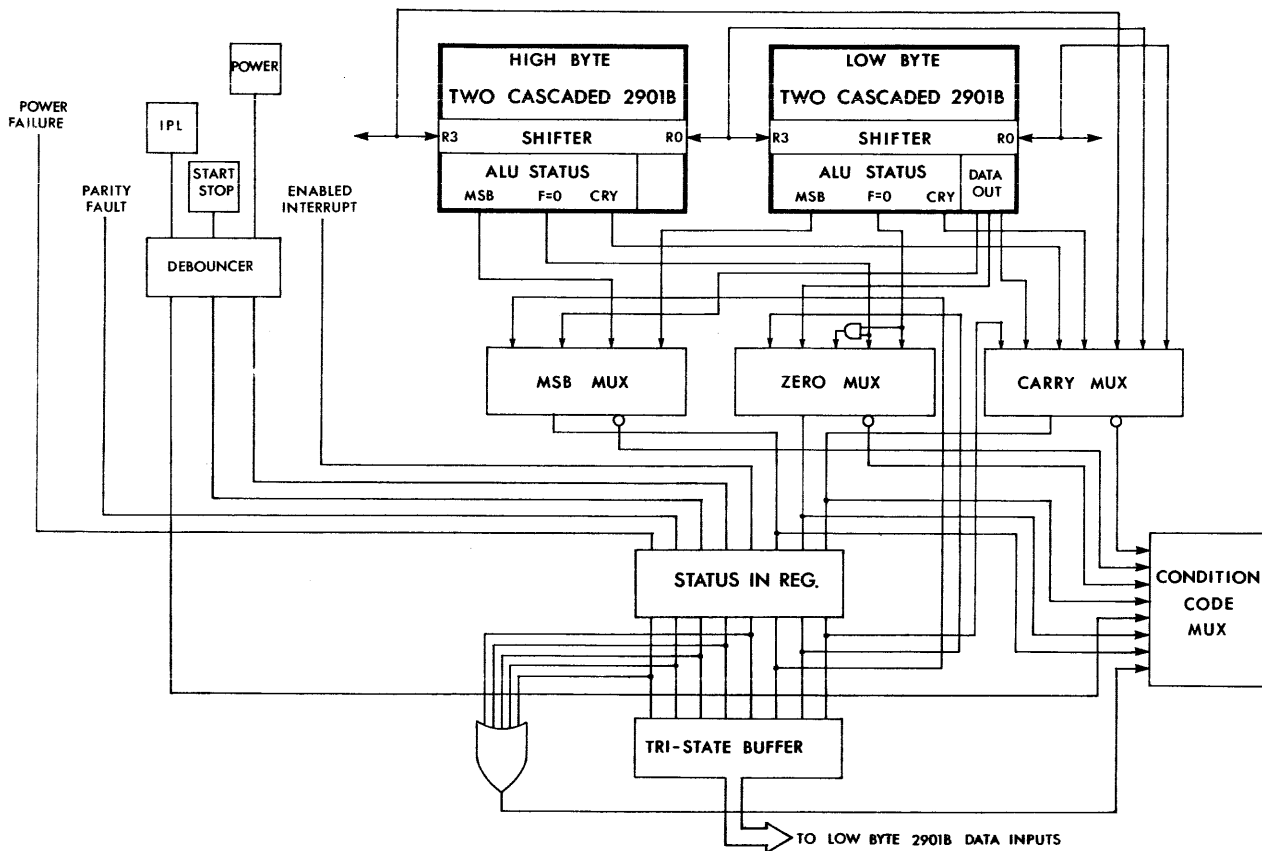 POWER
HIGH BYTE
TWO CASCADED 2901B
R3 SHIFTER R0
ALU STATUS
MSB F=0 CRY
LOW BYTE
TWO CASCADED 2901B
R3 SHIFTER R0
ALU STATUS
MSB F=0 CRY
DATA
OUT
POWER
FAILURE
IPL
START
STOP
PARITY
FAULT
ENABLED
INTERRUPT
DEBOUNCER
MSB MUX
ZERO MUX
CARRY MUX
STATUS IN REG.
CONDITION
CODE
MUX
TRI-STATE BUFFER
TO LOW BYTE 2901B DATA INPUTS